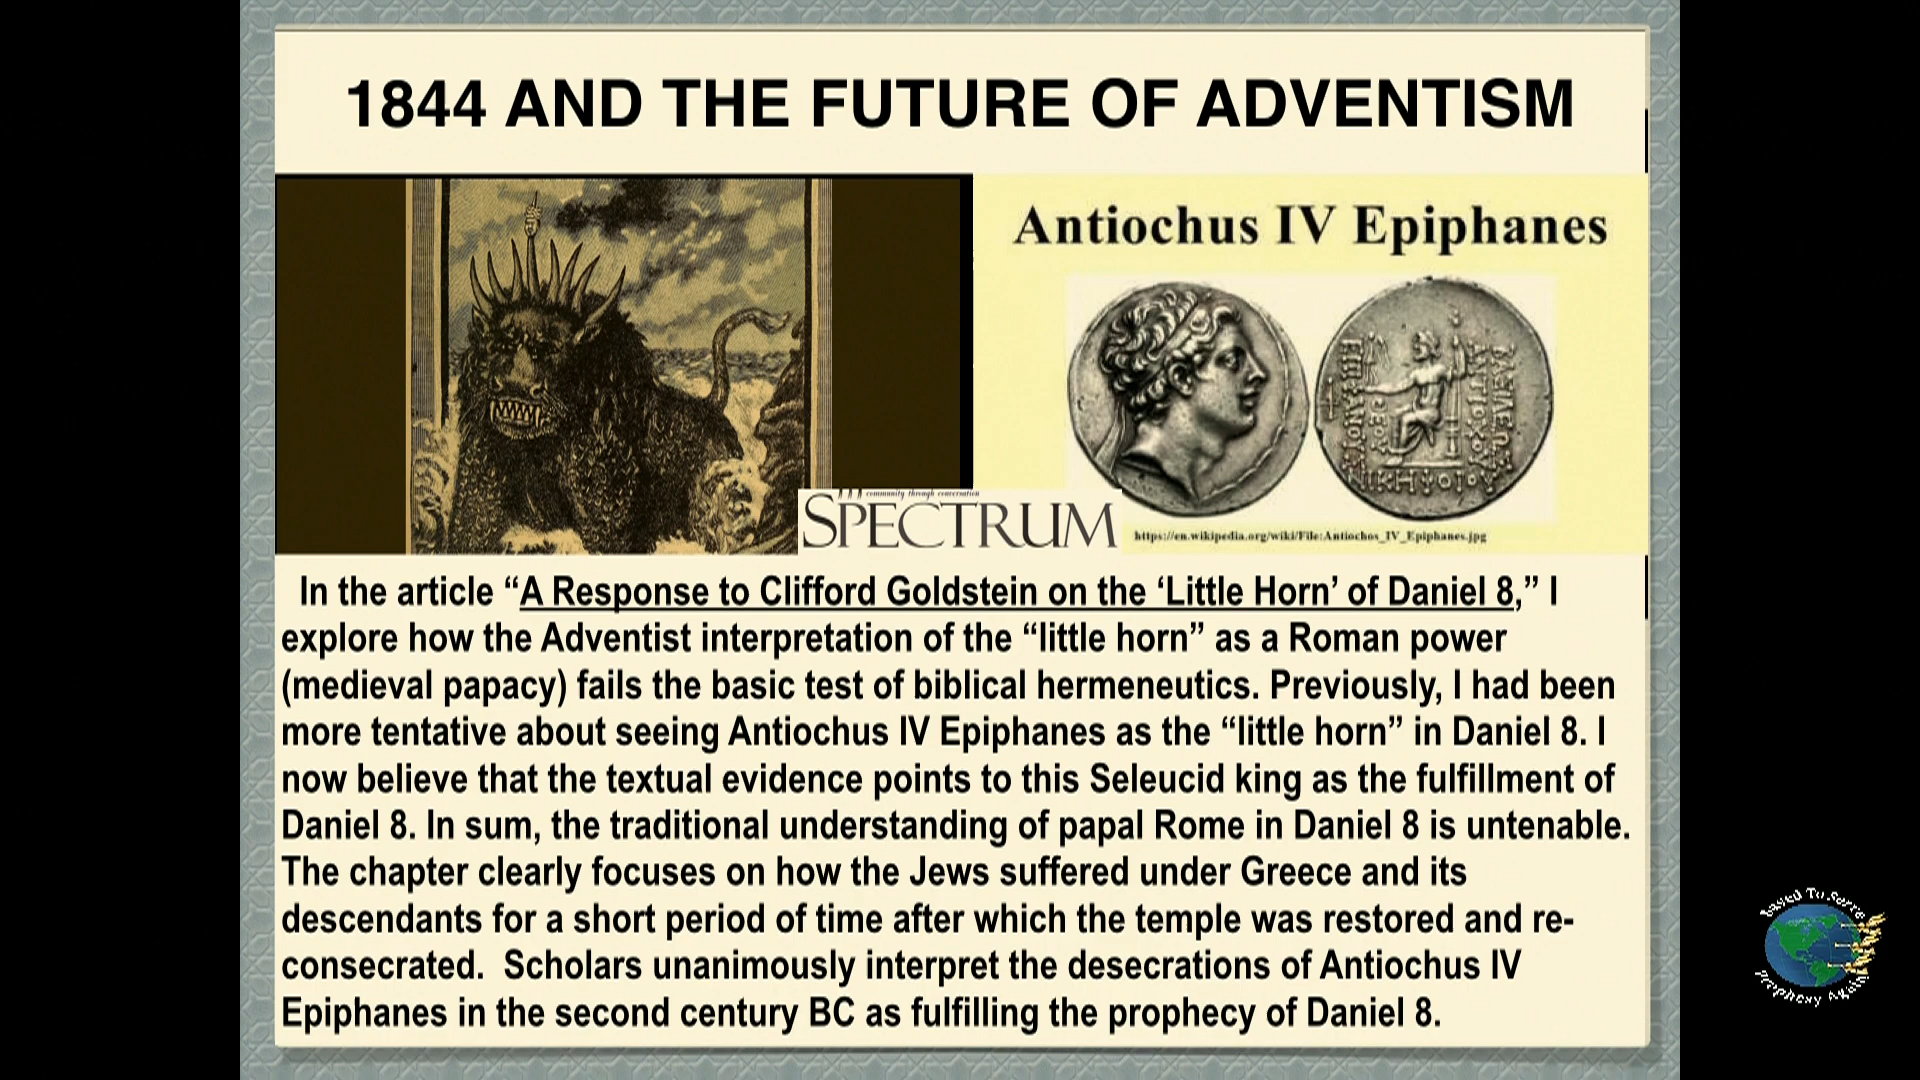 1844 AND THE FUTURE OF ADVENTISM
Antiochus IV Epiphanes
community through conversation
SPECTRUM
https://en.wikipedia.org/wiki/File:Antiochos_IV_Epiphanes.jpg
In the article “A Response to Clifford Goldstein on the ‘Little Horn’ of Daniel 8,” I
explore how the Adventist interpretation of the “little horn” as a Roman power
(medieval papacy) fails the basic test of biblical hermeneutics. Previously, I had been
more tentative about seeing Antiochus IV Epiphanes as the “little horn” in Daniel 8. I
now believe that the textual evidence points to this Seleucid king as the fulfillment of
Daniel 8. In sum, the traditional understanding of papal Rome in Daniel 8 is untenable.
The chapter clearly focuses on how the Jews suffered under Greece and its
descendants for a short period of time after which the temple was restored and re-
consecrated.  Scholars unanimously interpret the desecrations of Antiochus IV
Epiphanes in the second century BC as fulfilling the prophecy of Daniel 8.
To Serve
Prophecy Again